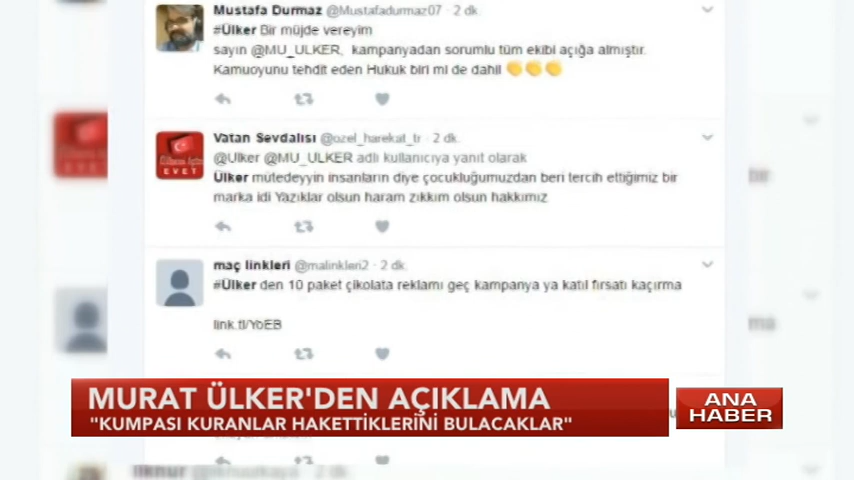 Mustafa Durmaz @Mustafadurmaz07 · 2 dk.
#Ülker Bir müjde vereyim
sayın @MU_ULKER, kampanyadan sorumlu tüm ekibi açığa almıştır.
Kamuoyunu tehdit eden Hukuk biri mi de dahil 👏👏👏
Vatan Sevdalısı @ozel_harekat_tr · 2 dk.
EVET
@Ulker @MU_ULKER adlı kullanıcıya yanıt olarak
Ülker mütedeyyin insanların diye çocukluğumuzdan beri tercih ettiğimiz bir
marka idi Yazıklar olsun haram zıkkım olsun hakkımız
maç linkleri @malinkleri2 · 2 dk.
#Ülker den 10 paket çikolata reklamı geç kampanya ya katıl fırsatı kaçırma
link.tl/YoEB
MURAT ÜLKER'DEN AÇIKLAMA
"KUMPASI KURANLAR HAKETTİKLERİNİ BULACAKLAR"
ANA
HABER